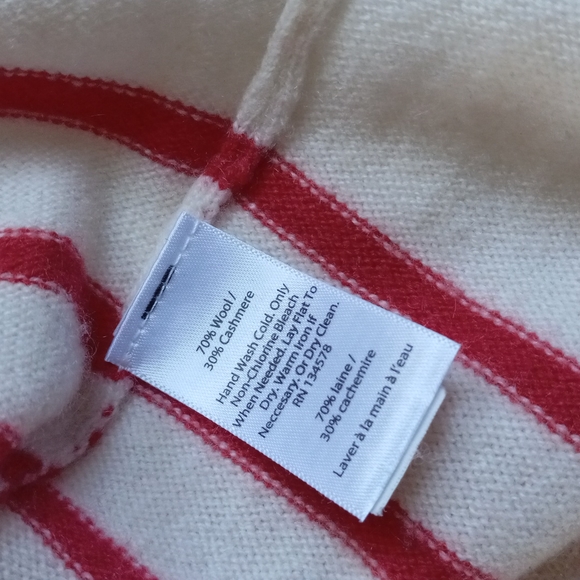 70% Wool /
30% Cashmere
Hand Wash Cold. Only
Non-Chlorine Bleach
When Needed. Lay Flat To
Dry. Warm Iron If
Neccesary. Or Dry Clean.
RN 134578
70% laine /
30% cachemire
Laver à la main à l'eau